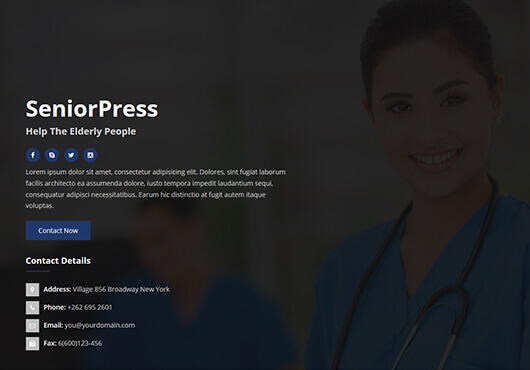 SeniorPress
Help The Elderly People
Lorem ipsum dolor sit amet, consectetur adipisicing elit. Dolores, sint fugiat laborum
facilis architecto ea assumenda dolore, iusto tempora impedit laudantium sequi,
consequatur adipisci necessitatibus. Earum hic distinctio at fugit autem itaque
voluptas.
Contact Now
Contact Details
Address: Village 856 Broadway New York
Phone: +262 695 2601
Email: you@yourdomain.com
Fax: 6(600)123-456